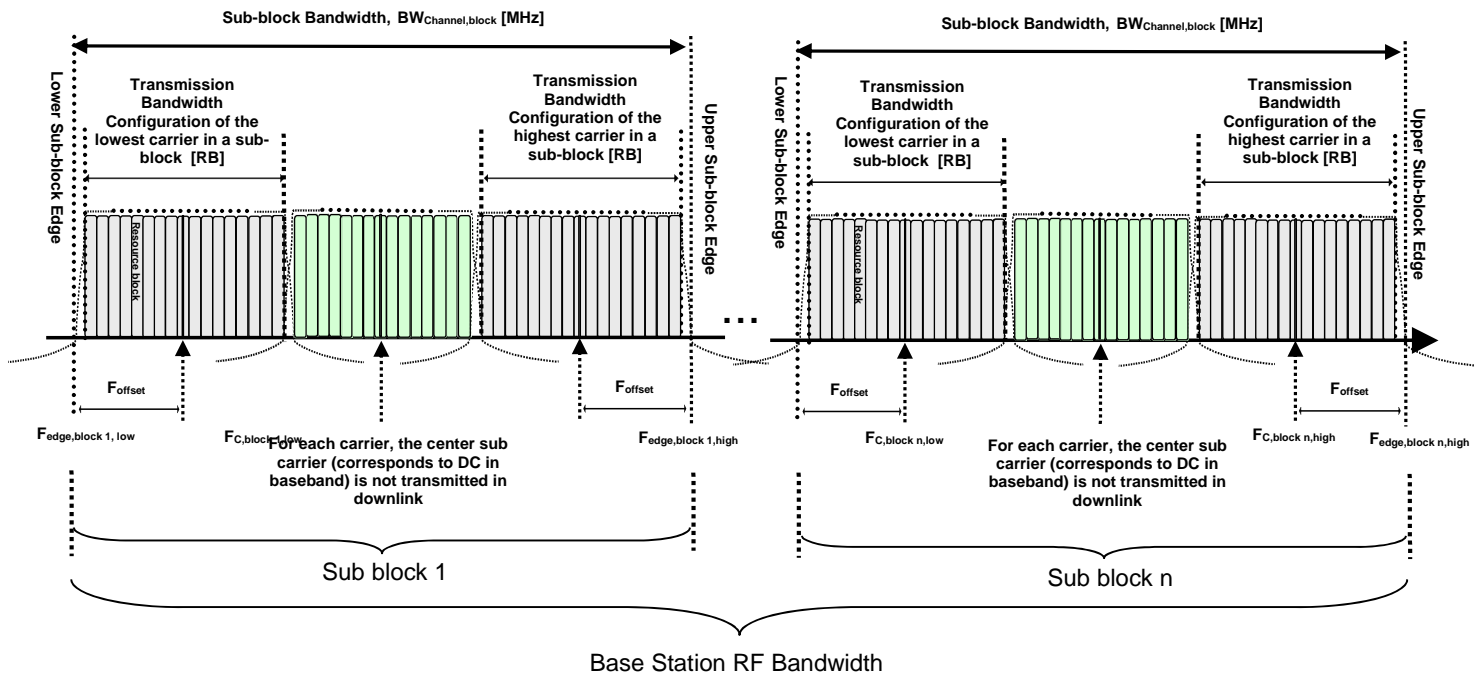 Sub-block Bandwidth, BWChannel,block [MHz]
Lower Sub-block Edge
Transmission
Bandwidth
Configuration of the
lowest carrier in a sub-
block [RB]
Transmission
Bandwidth
Configuration of the
highest carrier in a
sub-block [RB]
Upper Sub-block Edge
Resource block
...
Foffset
Foffset
Fedge,block 1, low
FC,block 1,low
Fedge,block 1,high
For each carrier, the center sub
carrier (corresponds to DC in
baseband) is not transmitted in
downlink
Sub block 1
Sub-block Bandwidth, BWChannel,block [MHz]
Lower Sub-block Edge
Transmission
Bandwidth
Configuration of the
lowest carrier in
a sub-block [RB]
Transmission
Bandwidth
Configuration of the
highest carrier in a
sub-block [RB]
Upper Sub-block Edge
Resource block
Foffset
Foffset
FC,block n,low
FC,block n,high
Fedge,block n,high
For each carrier, the center sub
carrier (corresponds to DC in
baseband) is not transmitted in
downlink
Sub block n
Base Station RF Bandwidth